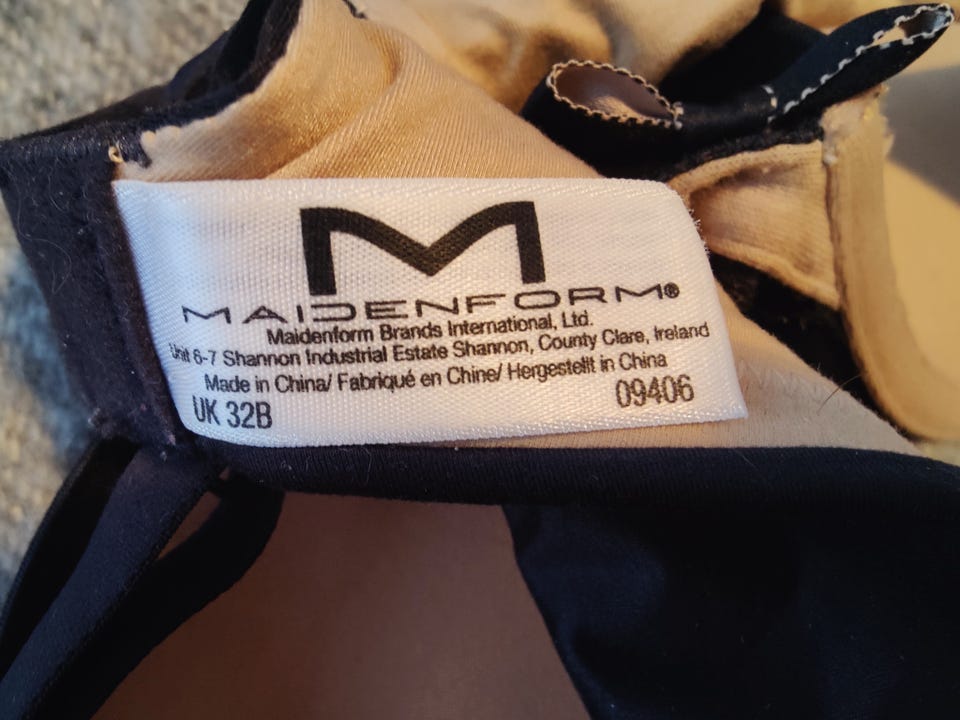 M
MAIDENFORM®
Maidenform Brands International, Ltd.
Unit 6-7 Shannon Industrial Estate Shannon, County Clare, Ireland
Made in China/ Fabriqué en Chine/ Hergestellt in China
UK 32B 09406